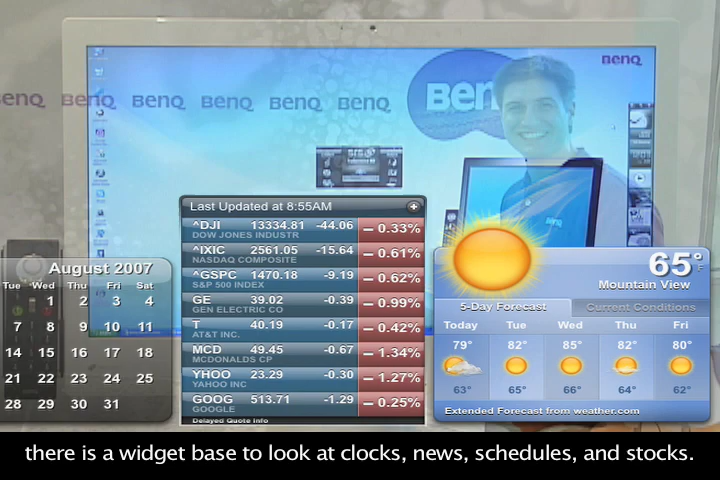 BenQ
enQ BenQ BenQ BenQ BenQ BenQ
Ben
Last Updated at 8:55AM
^DJI 13334.81 -44.06 – 0.33%
DOW JONES INDUSTR
^IXIC 2561.05 -15.64 – 0.61%
NASDAQ COMPOSITE
^GSPC 1470.18 -9.19 – 0.62%
S&P 500 INDEX
GE 39.02 -0.39 – 0.99%
GEN ELECTRIC CO
T 40.19 -0.17 – 0.42%
AT&T INC.
MCD 49.45 -0.67 – 1.34%
MCDONALDS CP
YHOO 23.29 -0.30 – 1.27%
YAHOO INC
GOOG 513.71 -1.29 – 0.25%
GOOGLE
Delayed Quote Info
August 2007
Tue Wed Thu Fri Sat
1 2 3 4
7 8 9 10 11
14 15 16 17 18
21 22 23 24 25
28 29 30 31
65°F
Mountain View
5-Day Forecast Current Conditions
Today Tue Wed Thu Fri
79° 82° 85° 82° 80°
63° 65° 66° 64° 62°
Extended Forecast from weather.com
there is a widget base to look at clocks, news, schedules, and stocks.